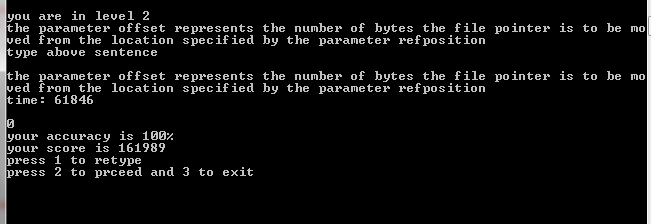 you are in level 2
the parameter offset represents the number of bytes the file pointer is to be mo
ved from the location specified by the parameter refposition
type above sentence
the parameter offset represents the number of bytes the file pointer is to be mo
ved from the location specified by the parameter refposition
time: 61846
0
your accuracy is 100%
your score is 161989
press 1 to retype
press 2 to prceed and 3 to exit